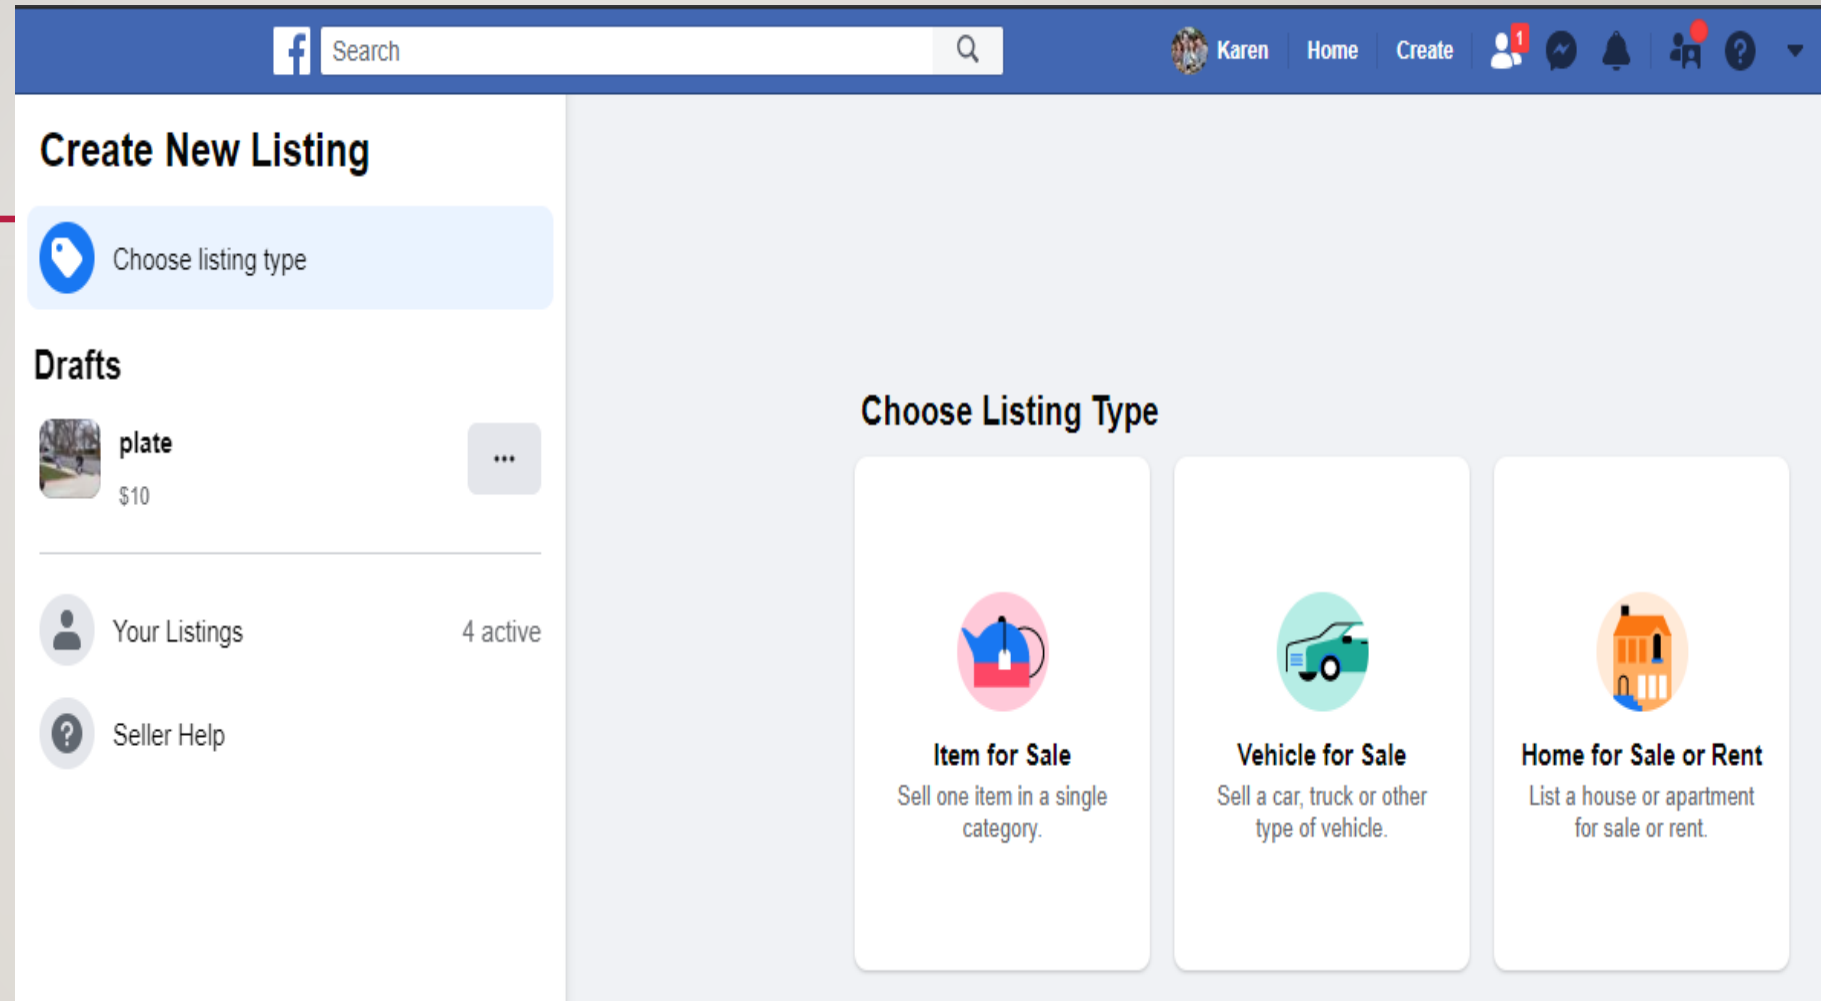 f
Search
Karen
Home
Create
1
Create New Listing
Choose listing type
Drafts
plate
$10
Your Listings
4 active
Seller Help
Choose Listing Type
Item for Sale
Sell one item in a single
category.
Vehicle for Sale
Sell a car, truck or other
type of vehicle.
Home for Sale or Rent
List a house or apartment
for sale or rent.